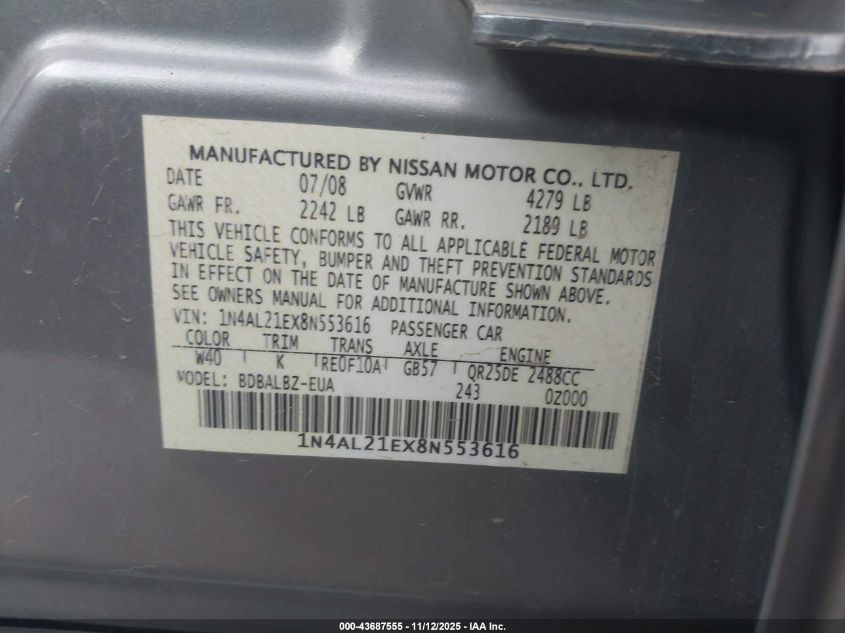 MANUFACTURED BY NISSAN MOTOR CO., LTD.
DATE 07/08 GVWR 4279 LB
GAWR FR. 2242 LB GAWR RR. 2189 LB
THIS VEHICLE CONFORMS TO ALL APPLICABLE FEDERAL MOTOR
VEHICLE SAFETY, BUMPER AND THEFT PREVENTION STANDARDS
IN EFFECT ON THE DATE OF MANUFACTURE SHOWN ABOVE.
SEE OWNERS MANUAL FOR ADDITIONAL INFORMATION.
VIN: 1N4AL21EX8N553616 PASSENGER CAR
COLOR TRIM TRANS AXLE ENGINE
W40 K RE0F10A GB57 QR25DE 2488CC
MODEL: BDBALBZ-EUA 243 0Z000
1N4AL21EX8N553616
000-43687555 - 11/12/2025 - IAA Inc.